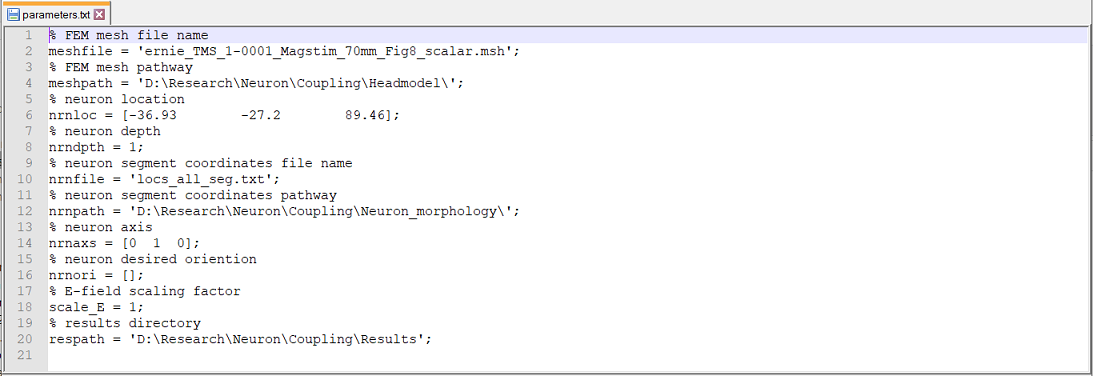 parameters.txt
1 % FEM mesh file name
2 meshfile = 'ernie_TMS_1-0001_Magstim_70mm_Fig8_scalar.msh';
3 % FEM mesh pathway
4 meshpath = 'D:\Research\Neuron\Coupling\Headmodel\';
5 % neuron location
6 nrnloc = [-36.93        -27.2        89.46];
7 % neuron depth
8 nrndpth = 1;
9 % neuron segment coordinates file name
10 nrnfile = 'locs_all_seg.txt';
11 % neuron segment coordinates pathway
12 nrnpath = 'D:\Research\Neuron\Coupling\Neuron_morphology\';
13 % neuron axis
14 nrnaxs = [0  1  0];
15 % neuron desired oriention
16 nrnori = [];
17 % E-field scaling factor
18 scale_E = 1;
19 % results directory
20 respath = 'D:\Research\Neuron\Coupling\Results';
21